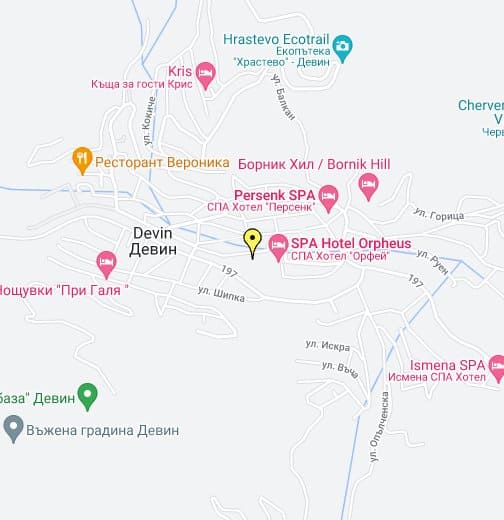 Hrastevo Ecotrail
Екопътека
"Храстево" - Девин
Kris
Къща за гости Крис
ул. Балкан
ул. Кокиче
Cherver
V
Черв
Ресторант Вероника
Борник Хил / Bornik Hill
Persenk SPA
СПА Хотел "Персенк"
ул. Горица
Devin
Девин
SPA Hotel Orpheus
СПА Хотел "Орфей"
ул. Руен
197
197
Нощувки "При Галя "
ул. Шипка
ул. Искра
ул. Въча
Ismena SPA
Исмена СПА Хотел
база" Девин
ул. Опълченска
Въжена градина Девин